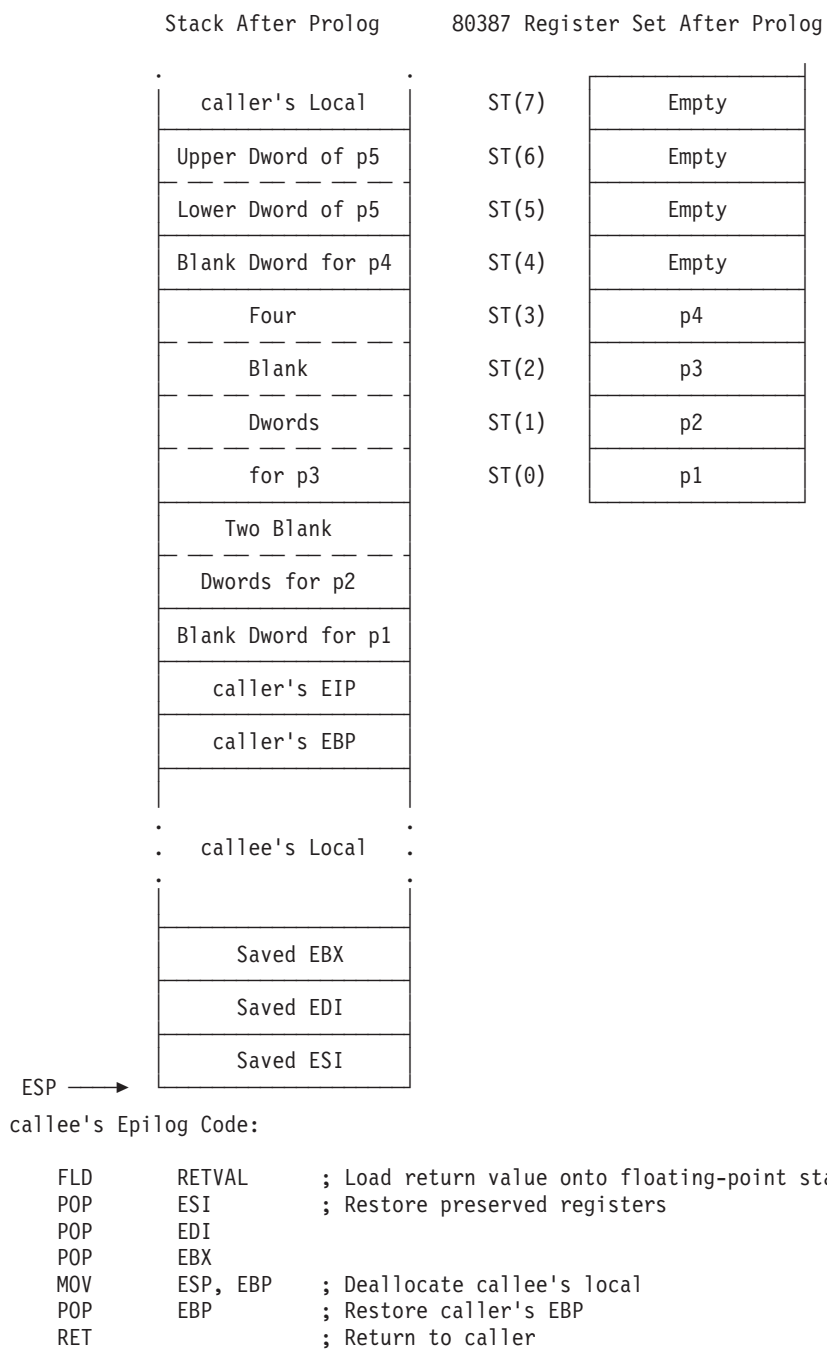 Stack After Prolog 80387 Register Set After Prolog
caller's Local ST(7) Empty
Upper Dword of p5 ST(6) Empty
Lower Dword of p5 ST(5) Empty
Blank Dword for p4 ST(4) Empty
Four ST(3) p4
Blank ST(2) p3
Dwords ST(1) p2
for p3 ST(0) p1
Two Blank
Dwords for p2
Blank Dword for p1
caller's EIP
caller's EBP
callee's Local
Saved EBX
Saved EDI
Saved ESI
ESP
callee's Epilog Code:
FLD RETVAL ; Load return value onto floating-point sta
POP ESI ; Restore preserved registers
POP EDI
POP EBX
MOV ESP, EBP ; Deallocate callee's local
POP EBP ; Restore caller's EBP
RET ; Return to caller